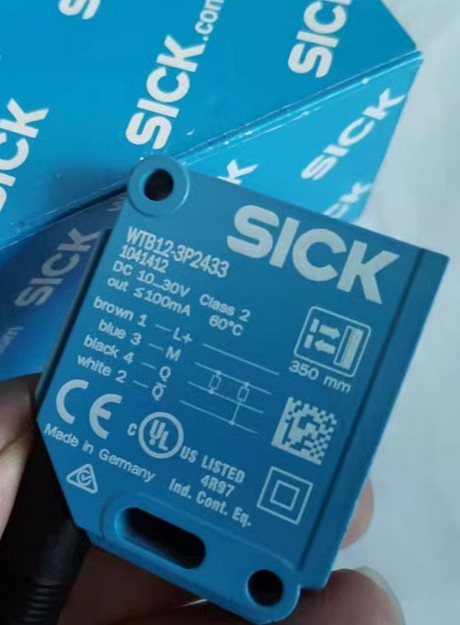 SICK
SICK.com
SICK
SICK
SICK
SICK
SICK
WTB12-3P2433
1041412
DC 10...30V Class 2
out ≤100mA 60°C
brown 1 — L+
blue 3 — M
black 4 — Q
white 2 — Q̅
350 mm
CE
C UL US LISTED
4R97
Ind. Cont. Eq.
Made in Germany